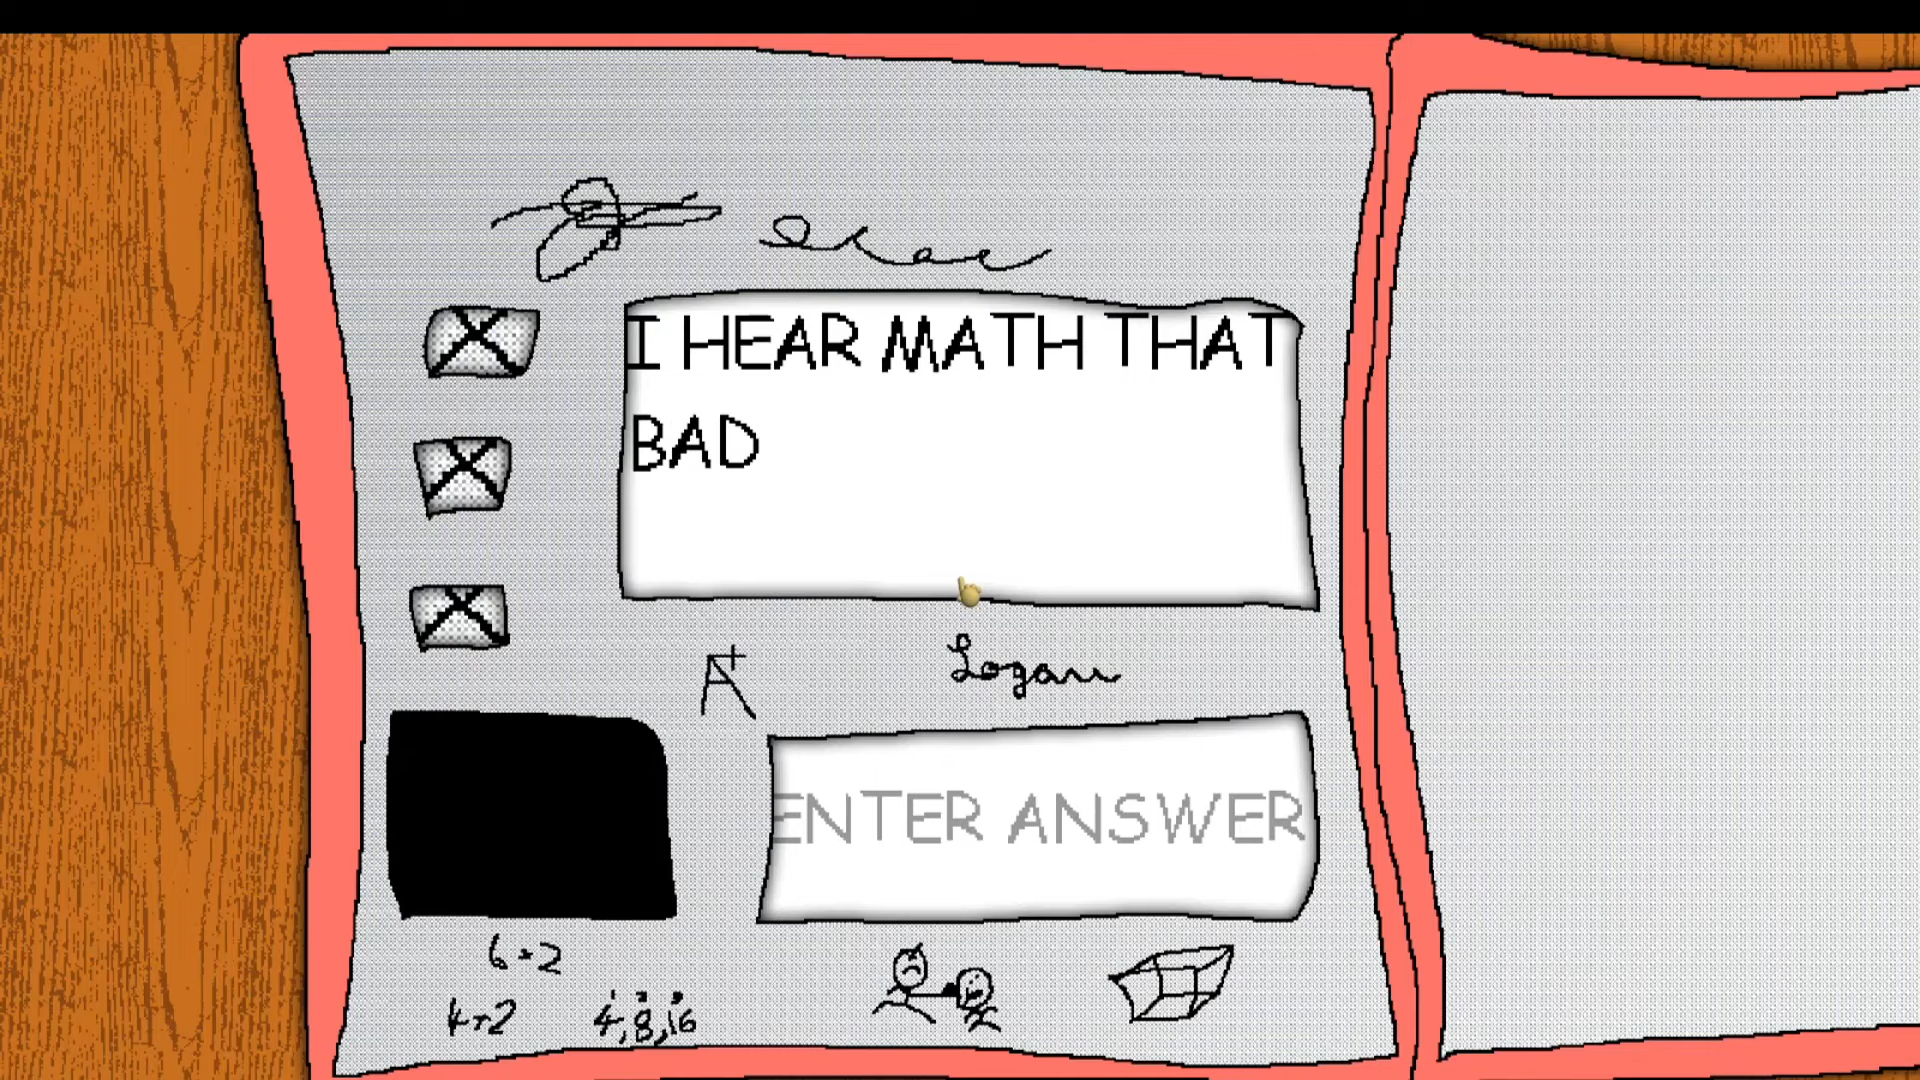 I HEAR MATH THAT
BAD
A+
Logan
ENTER ANSWER
6+2
4+2
4,8,16